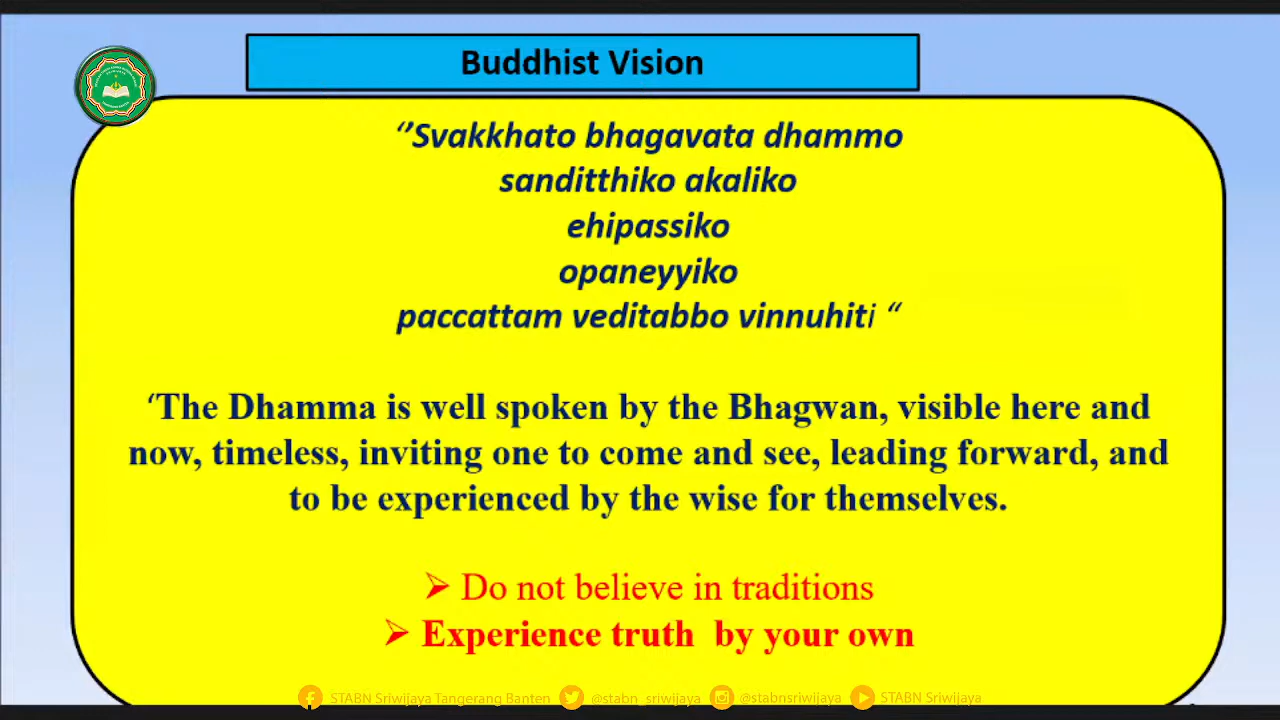 Buddhist Vision
‘’Svakkhato bhagavata dhammo
sanditthiko akaliko
ehipassiko
opaneyyiko
paccattam veditabbo vinnuhiti “
‘The Dhamma is well spoken by the Bhagwan, visible here and
now, timeless, inviting one to come and see, leading forward, and
to be experienced by the wise for themselves.
➢ Do not believe in traditions
➢ Experience truth by your own
STABN Sriwijaya Tangerang Banten @stabn_sriwijaya @stabnsriwijaya STABN Sriwijaya